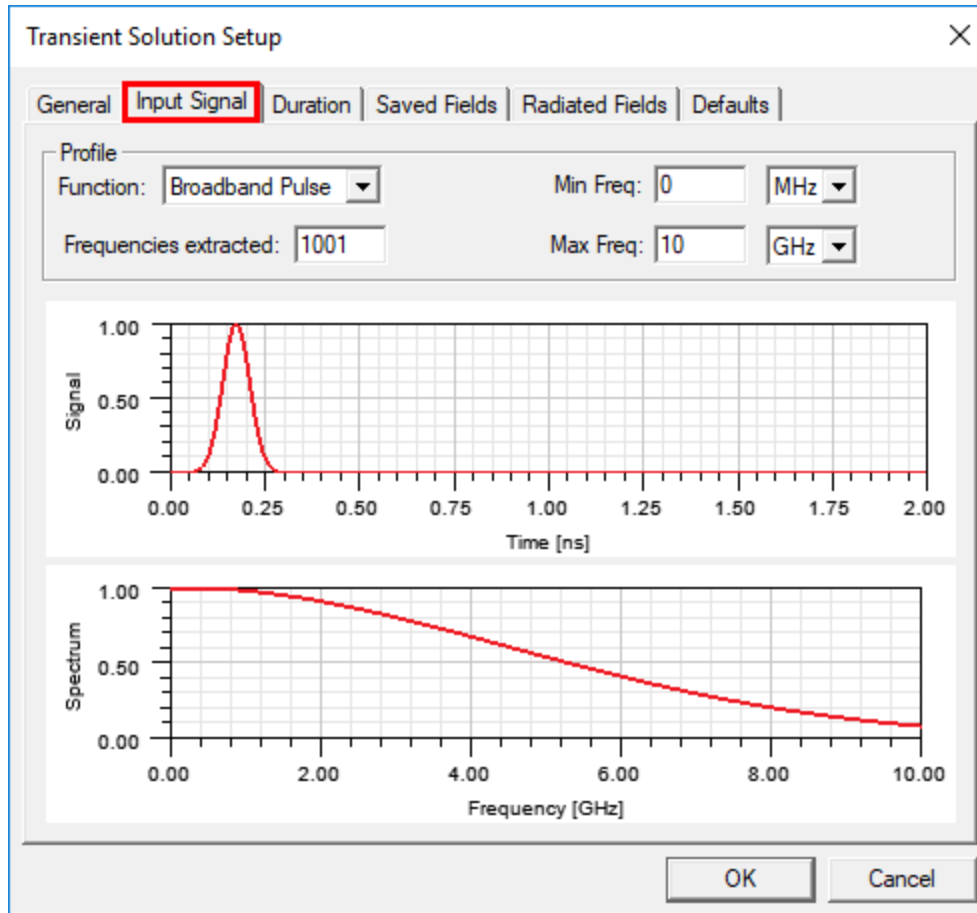 Transient Solution Setup
General Input Signal Duration Saved Fields Radiated Fields Defaults
Profile
Function: Broadband Pulse Min Freq: 0 MHz
Frequencies extracted: 1001 Max Freq: 10 GHz
1.00
0.50
0.00
Signal
0.00 0.25 0.50 0.75 1.00 1.25 1.50 1.75 2.00
Time [ns]
1.00
0.50
0.00
Spectrum
0.00 2.00 4.00 6.00 8.00 10.00
Frequency [GHz]
OK Cancel